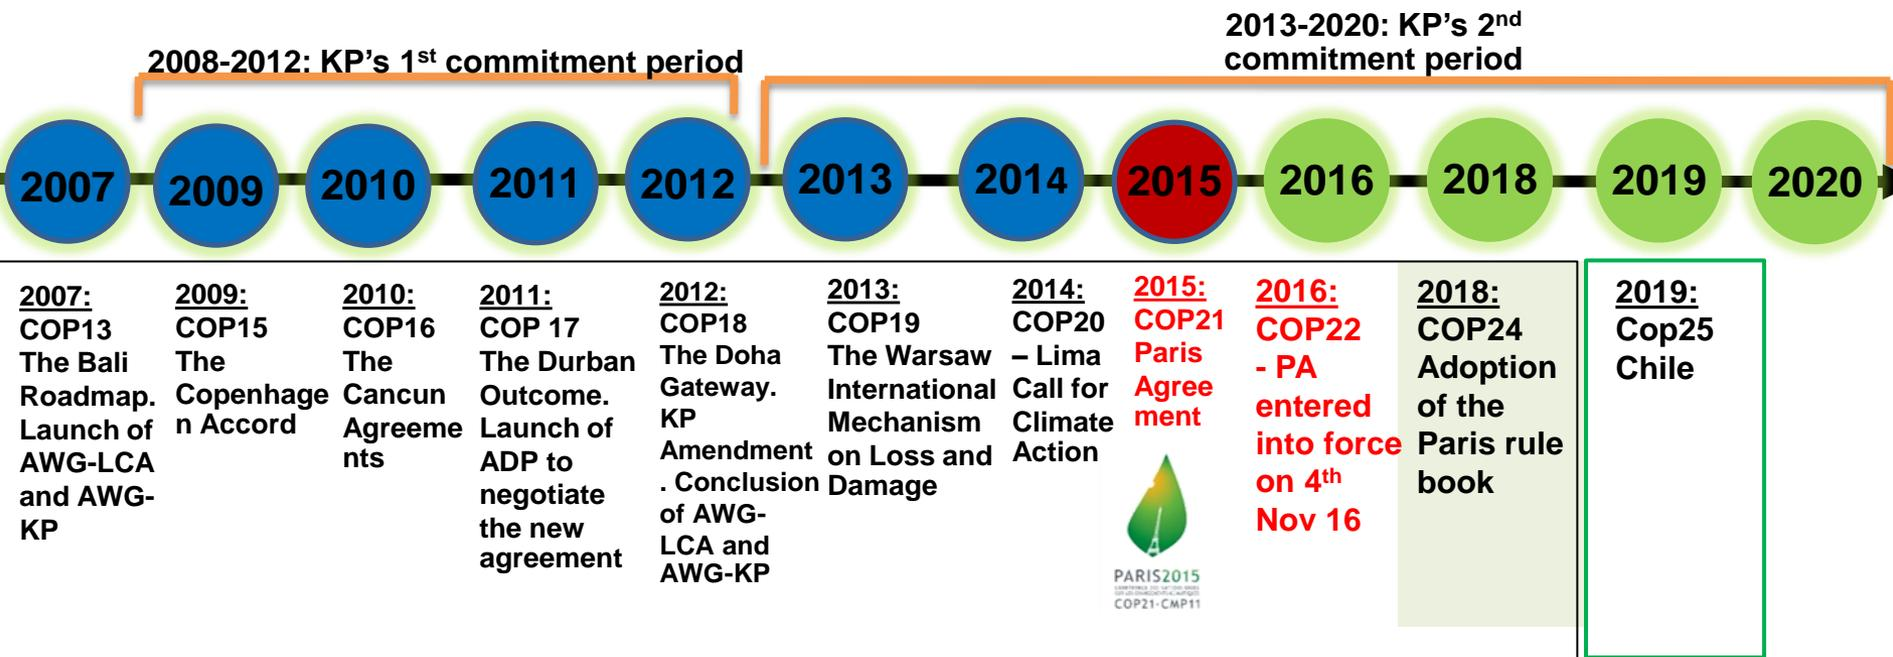 2008-2012: KP's 1st commitment period
2013-2020: KP's 2nd
commitment period
2007
2009
2010
2011
2012
2013
2014
2015
2016
2018
2019
2020
2007:
COP13
The Bali
Roadmap.
Launch of
AWG-LCA
and AWG-
KP
2009:
COP15
The
Copenhage
n Accord
2010:
COP16
The
Cancun
Agreeme
nts
2011:
COP 17
The Durban
Outcome.
Launch of
ADP to
negotiate
the new
agreement
2012:
COP18
The Doha
Gateway.
KP
Amendment
. Conclusion
of AWG-
LCA and
AWG-KP
2013:
COP19
The Warsaw
International
Mechanism
on Loss and
Damage
2014:
COP20
– Lima
Call for
Climate
Action
2015:
COP21
Paris
Agree
ment
PARIS2015
COP21-CMP11
2016:
COP22
- PA
entered
into force
on 4th
Nov 16
2018:
COP24
Adoption
of the
Paris rule
book
2019:
Cop25
Chile